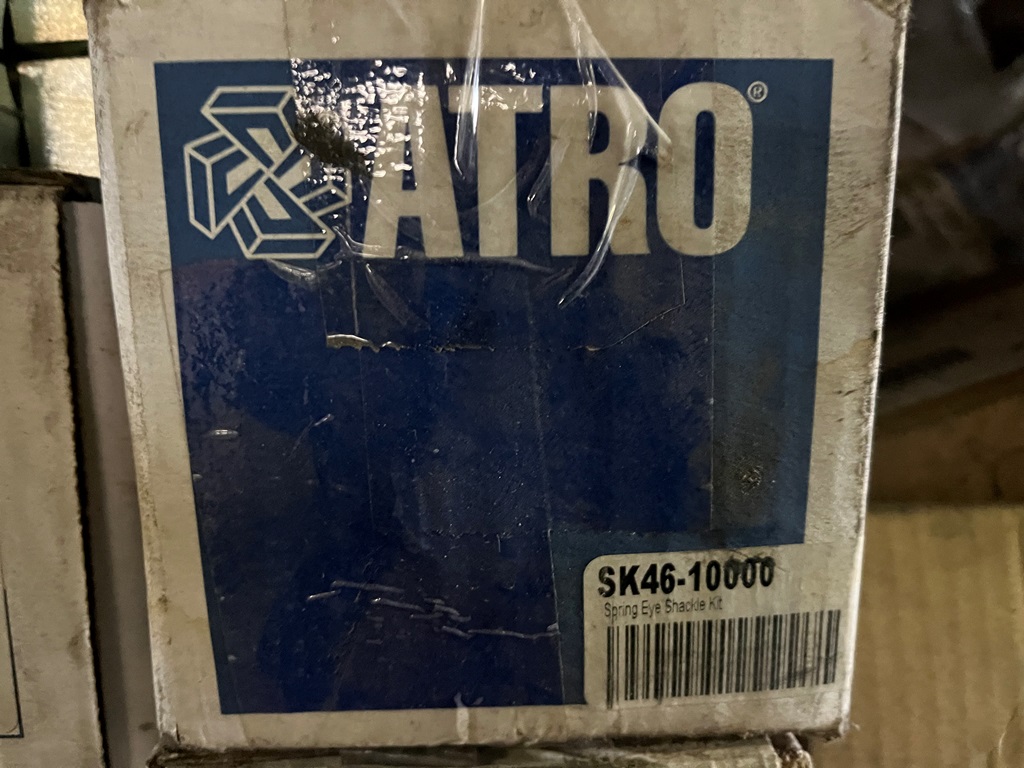 ATRO®
SK46-10000
Spring Eye Shackle Kit